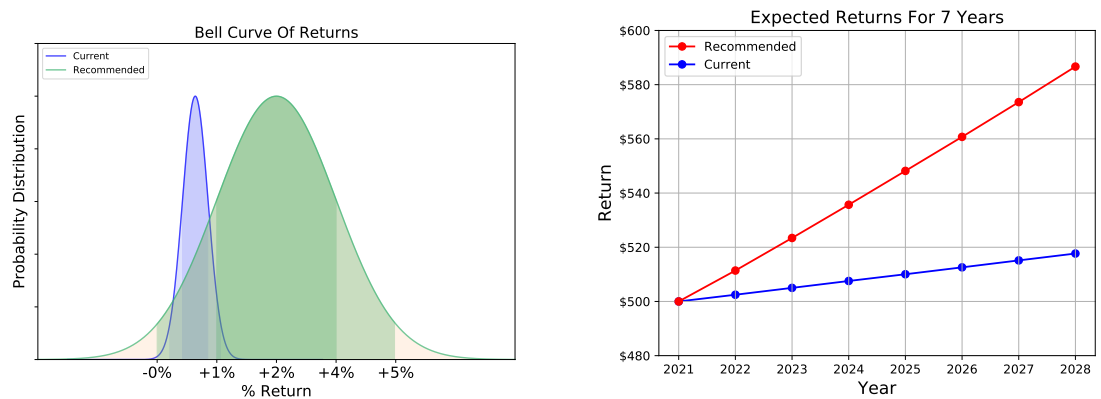 Bell Curve Of Returns
Current
Recommended
Probability Distribution
-0% +1% +2% +4% +5%
% Return
Expected Returns For 7 Years
Recommended
Current
$600
$580
$560
$540
$520
$500
$480
Return
2021 2022 2023 2024 2025 2026 2027 2028
Year